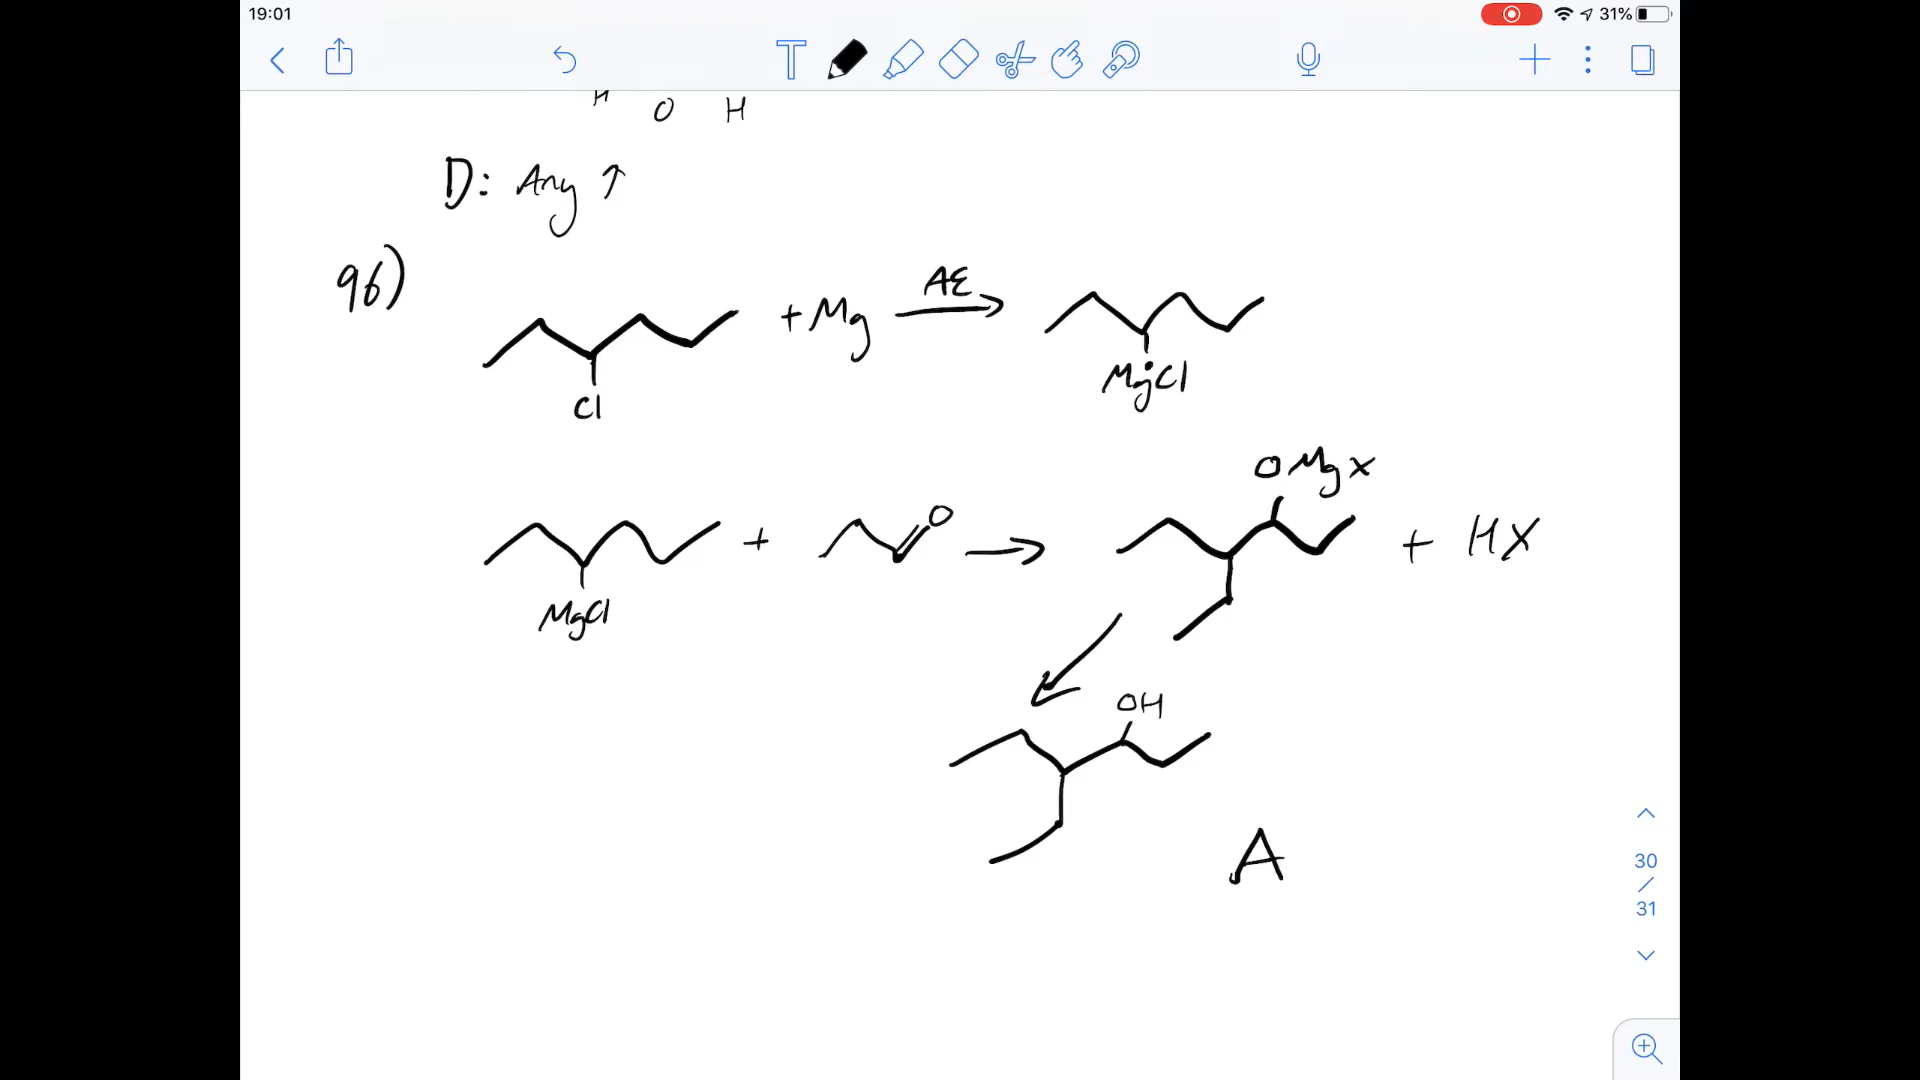 19:01
31%
H O H
D: Any ↑
96)
+ Mg
AE
Cl
MgCl
OMgX
+
O
+ HX
MgCl
OH
A
30
/
31